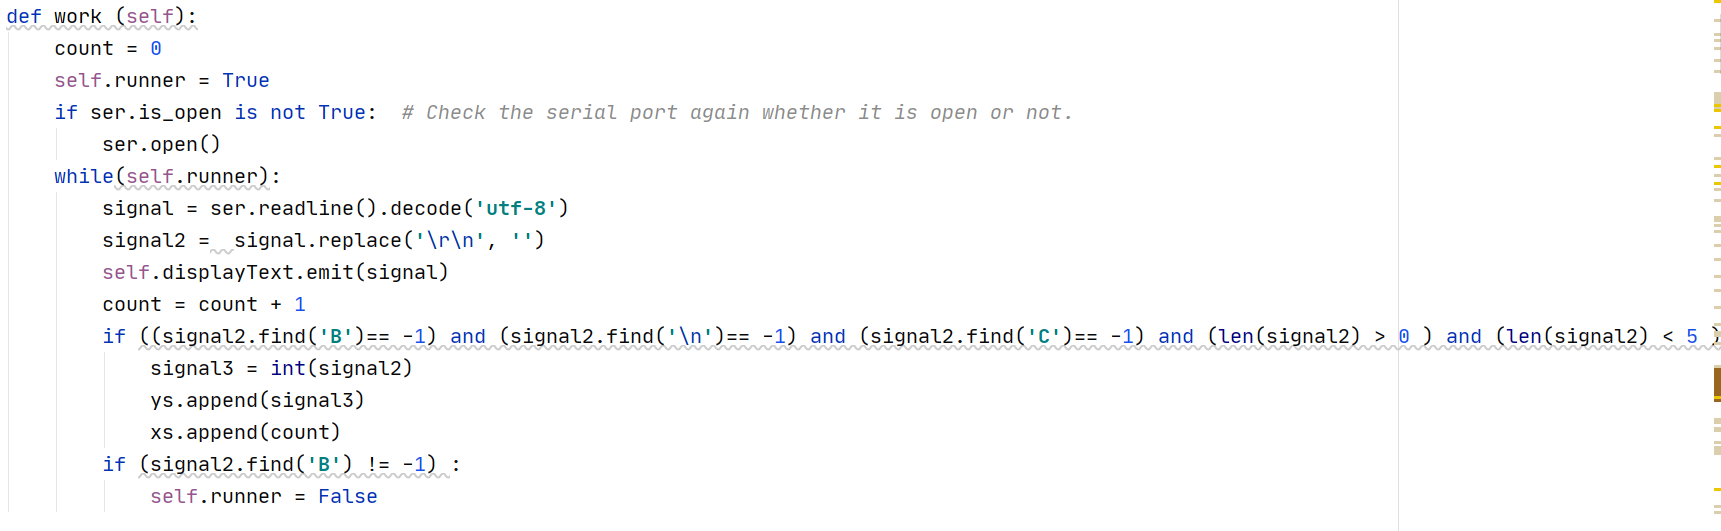 def work (self):
    count = 0
    self.runner = True
    if ser.is_open is not True:  # Check the serial port again whether it is open or not.
        ser.open()
    while(self.runner):
        signal = ser.readline().decode('utf-8')
        signal2 =  signal.replace('\r\n', '')
        self.displayText.emit(signal)
        count = count + 1
        if ((signal2.find('B')== -1) and (signal2.find('\n')== -1) and (signal2.find('C')== -1) and (len(signal2) > 0 ) and (len(signal2) < 5 )
            signal3 = int(signal2)
            ys.append(signal3)
            xs.append(count)
        if (signal2.find('B') != -1) :
            self.runner = False